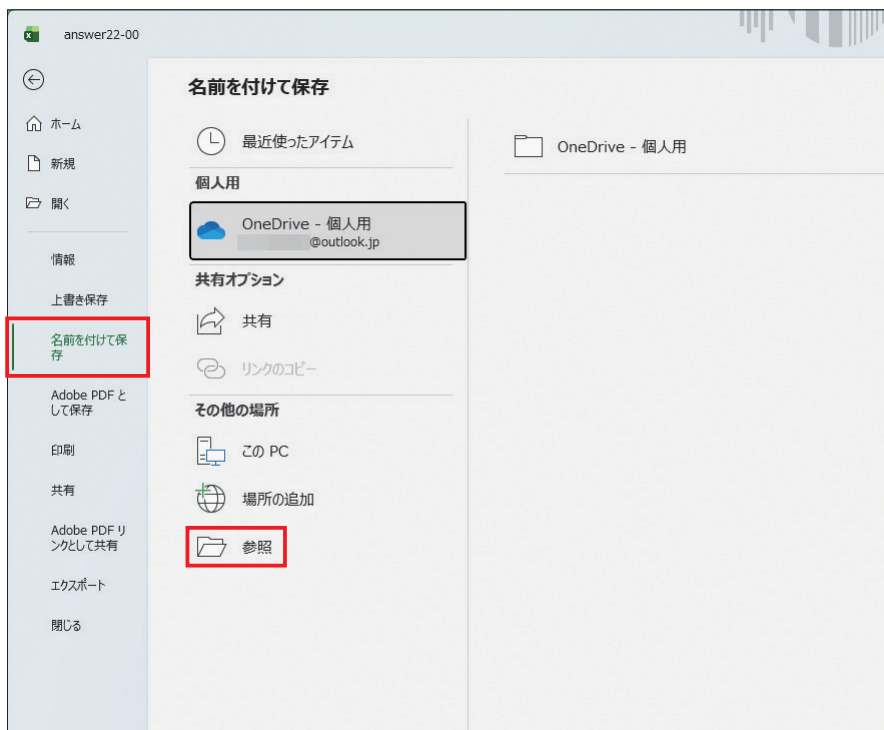 answer22-00
ホーム
新規
開く
情報
上書き保存
名前を付けて保
存
Adobe PDF と
して保存
印刷
共有
Adobe PDF リ
ンクとして共有
エクスポート
閉じる
名前を付けて保存
最近使ったアイテム
個人用
OneDrive - 個人用
@outlook.jp
共有オプション
共有
リンクのコピー
その他の場所
この PC
場所の追加
参照
OneDrive - 個人用